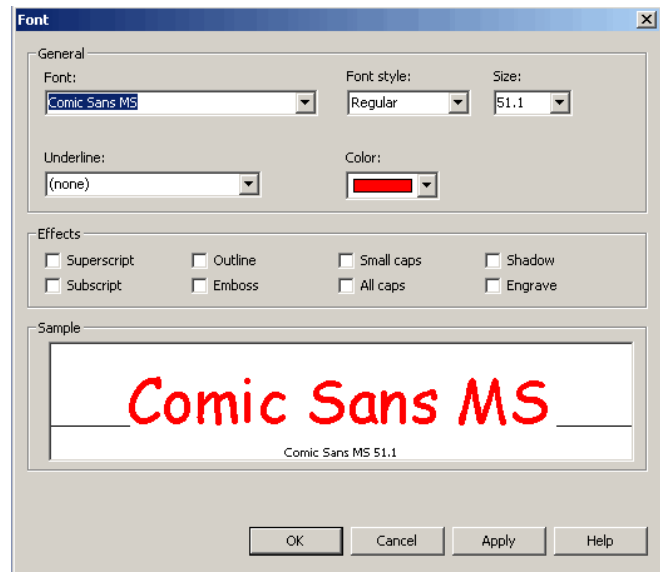 Font
General
Font: Font style: Size:
Comic Sans MS Regular 51.1
Underline: Color:
(none)
Effects
Superscript Outline Small caps Shadow
Subscript Emboss All caps Engrave
Sample
Comic Sans MS
Comic Sans MS 51.1
OK Cancel Apply Help